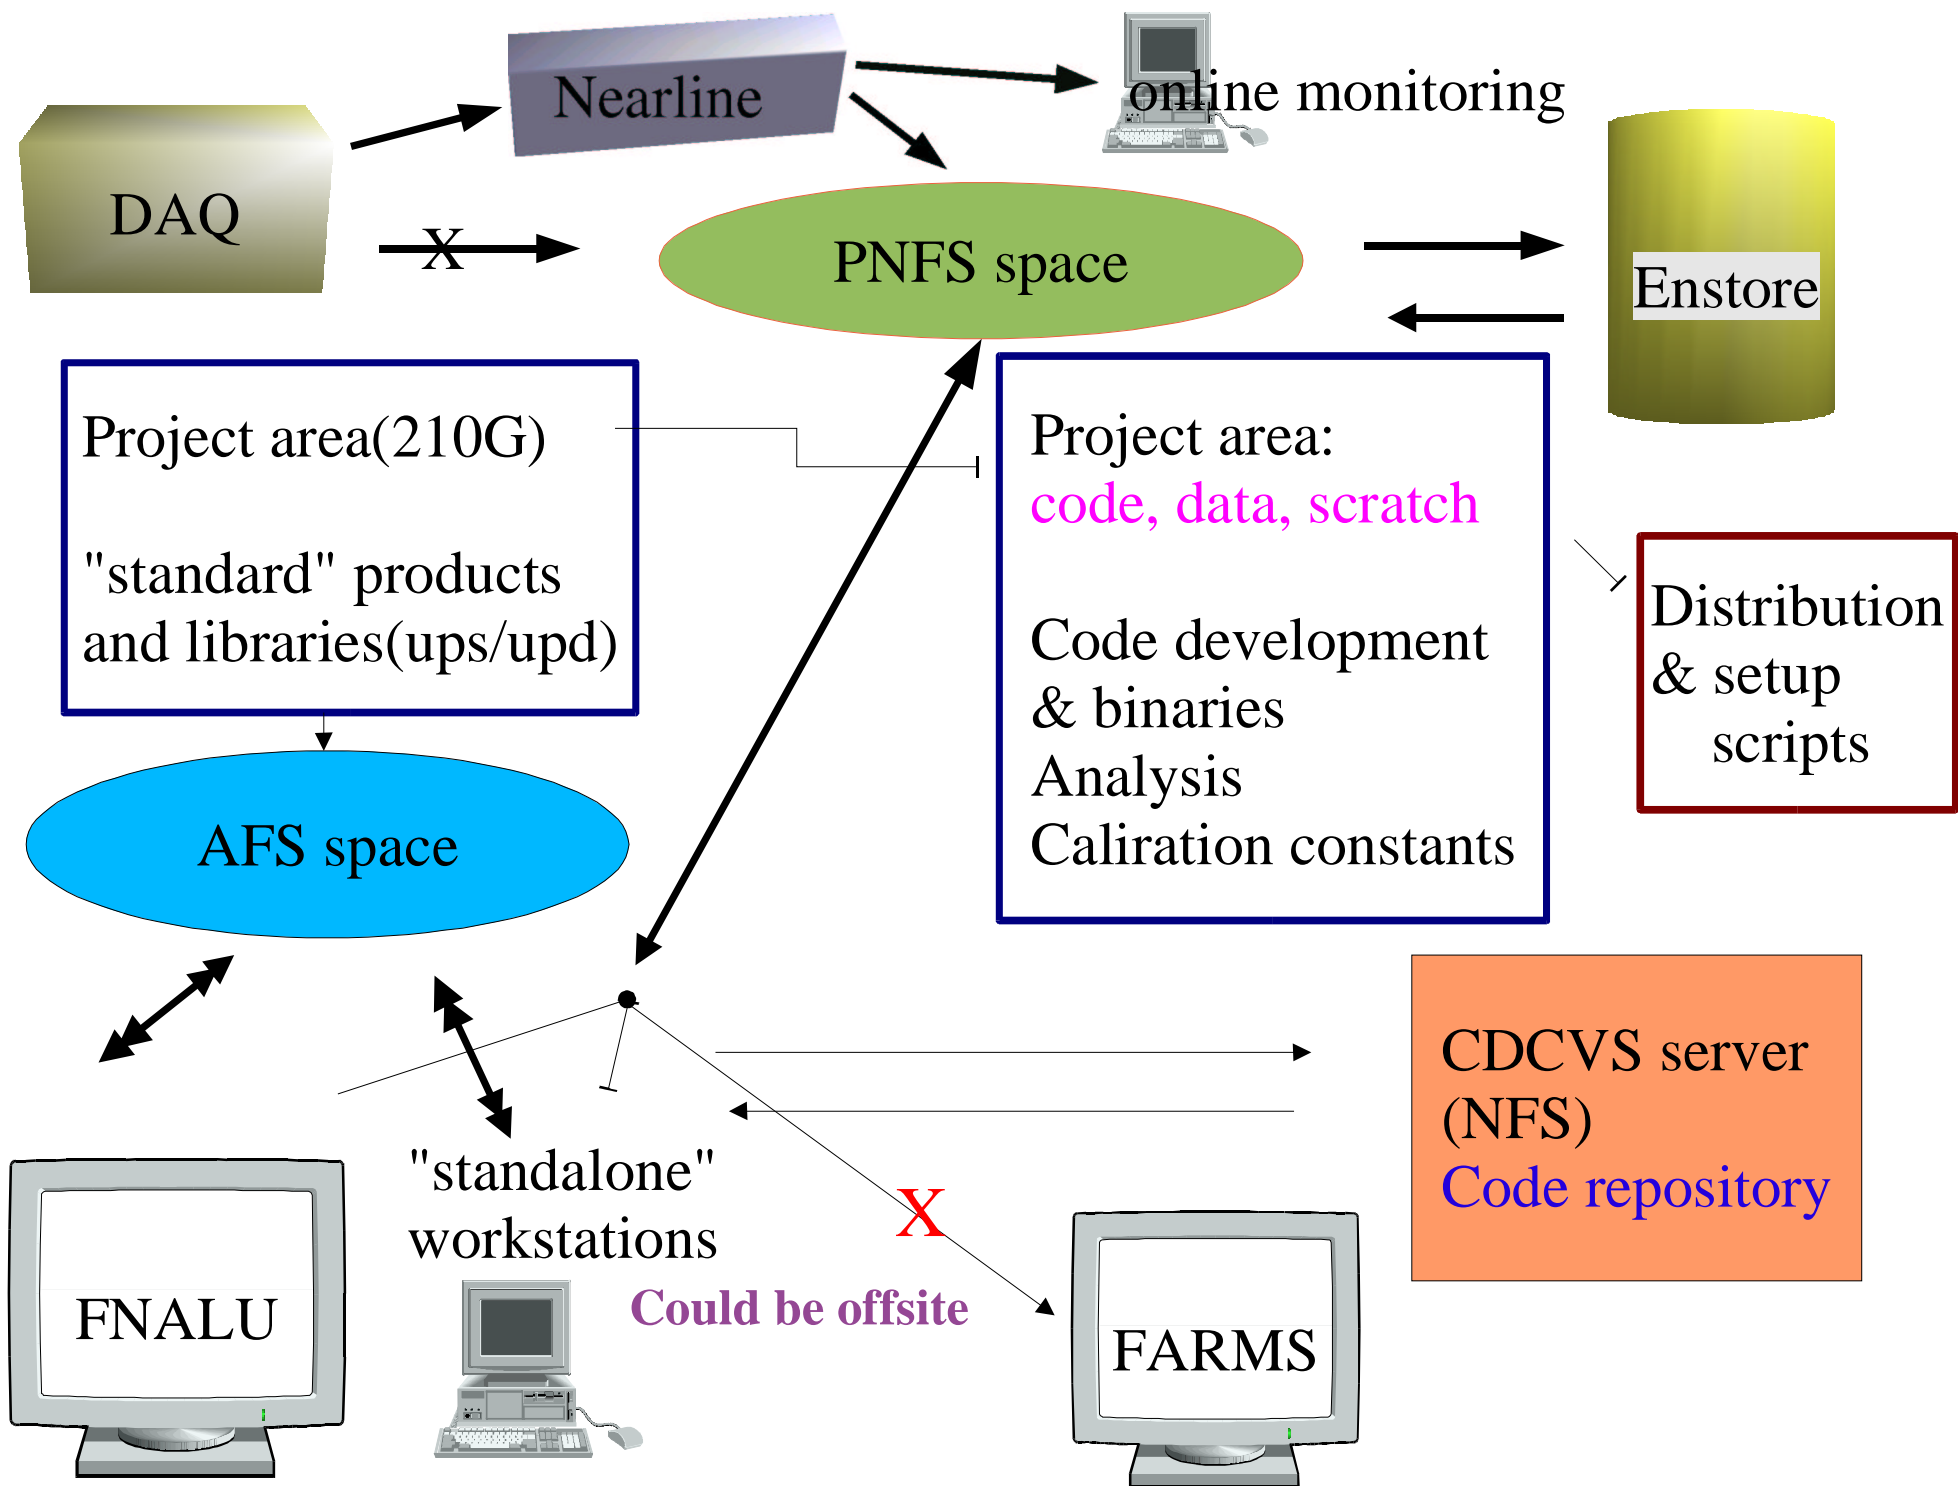 Nearline
online monitoring
DAQ
X
PNFS space
Enstore
Project area(210G)
"standard" products
and libraries(ups/upd)
Project area:
code, data, scratch
Code development
& binaries
Analysis
Caliration constants
Distribution
& setup
scripts
AFS space
CDCVS server
(NFS)
Code repository
"standalone"
workstations
X
Could be offsite
FNALU
FARMS